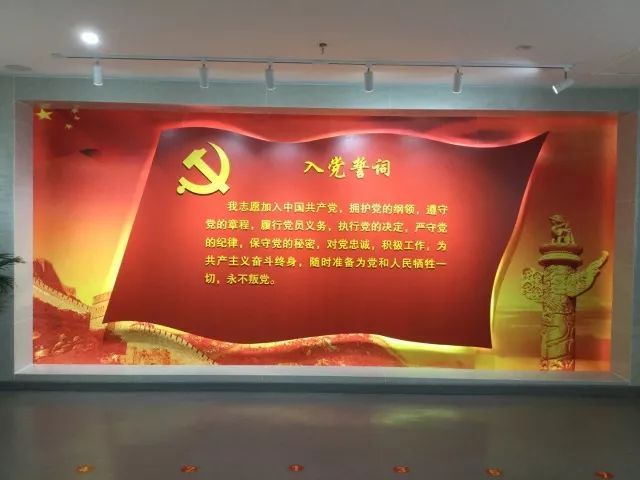 入党誓词
我志愿加入中国共产党，拥护党的纲领，遵守
党的章程，履行党员义务，执行党的决定，严守党
的纪律，保守党的秘密，对党忠诚，积极工作，为
共产主义奋斗终身，随时准备为党和人民牺牲一
切，永不叛党。